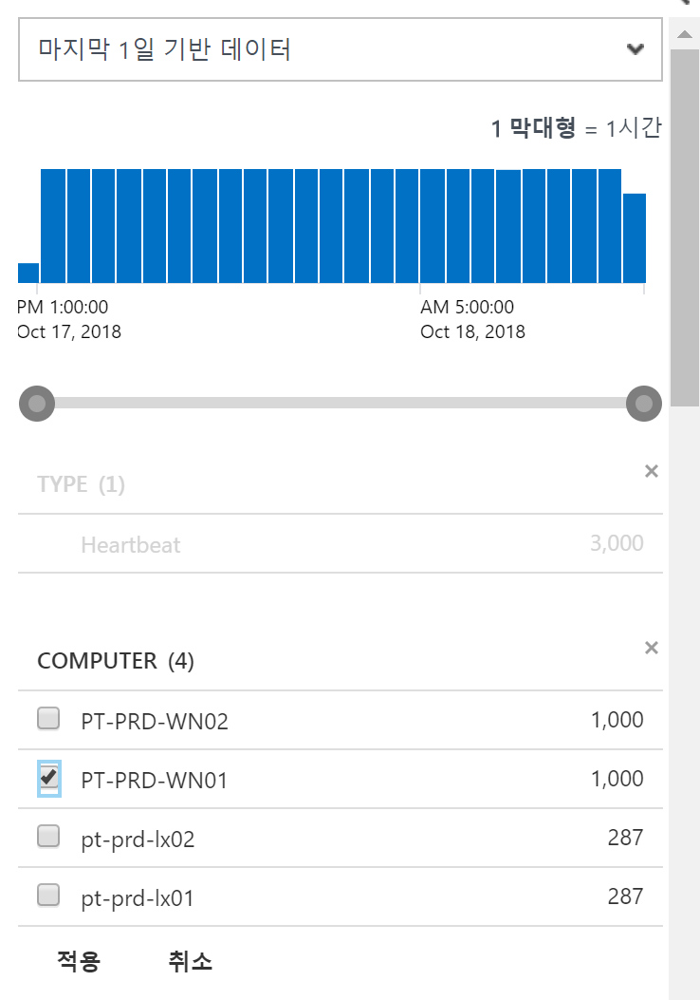 마지막 1일 기반 데이터
1 막대형 = 1시간
PM 1:00:00 AM 5:00:00
Oct 17, 2018 Oct 18, 2018
TYPE (1)
Heartbeat 3,000
COMPUTER (4)
PT-PRD-WN02 1,000
PT-PRD-WN01 1,000
pt-prd-lx02 287
pt-prd-lx01 287
적용 취소